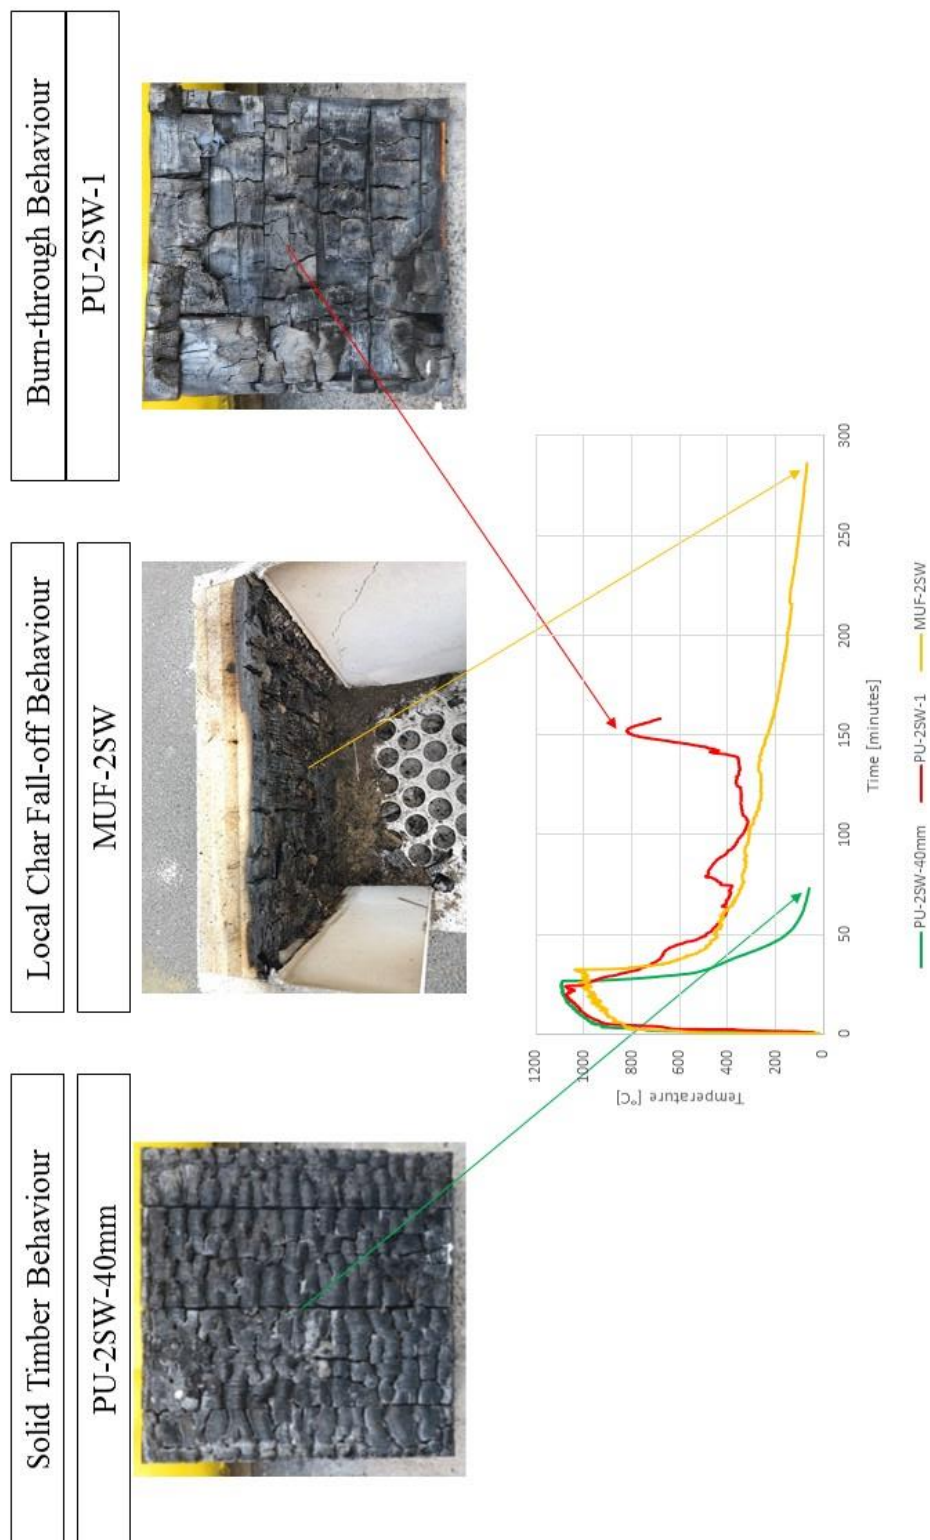 Solid Timber Behaviour
Local Char Fall-off Behaviour
Burn-through Behaviour
PU-2SW-40mm
MUF-2SW
PU-2SW-1
1200
1000
800
600
400
200
0
Temperature [°C]
0
50
100
150
200
250
300
Time [minutes]
PU-2SW-40mm
PU-2SW-1
MUF-2SW